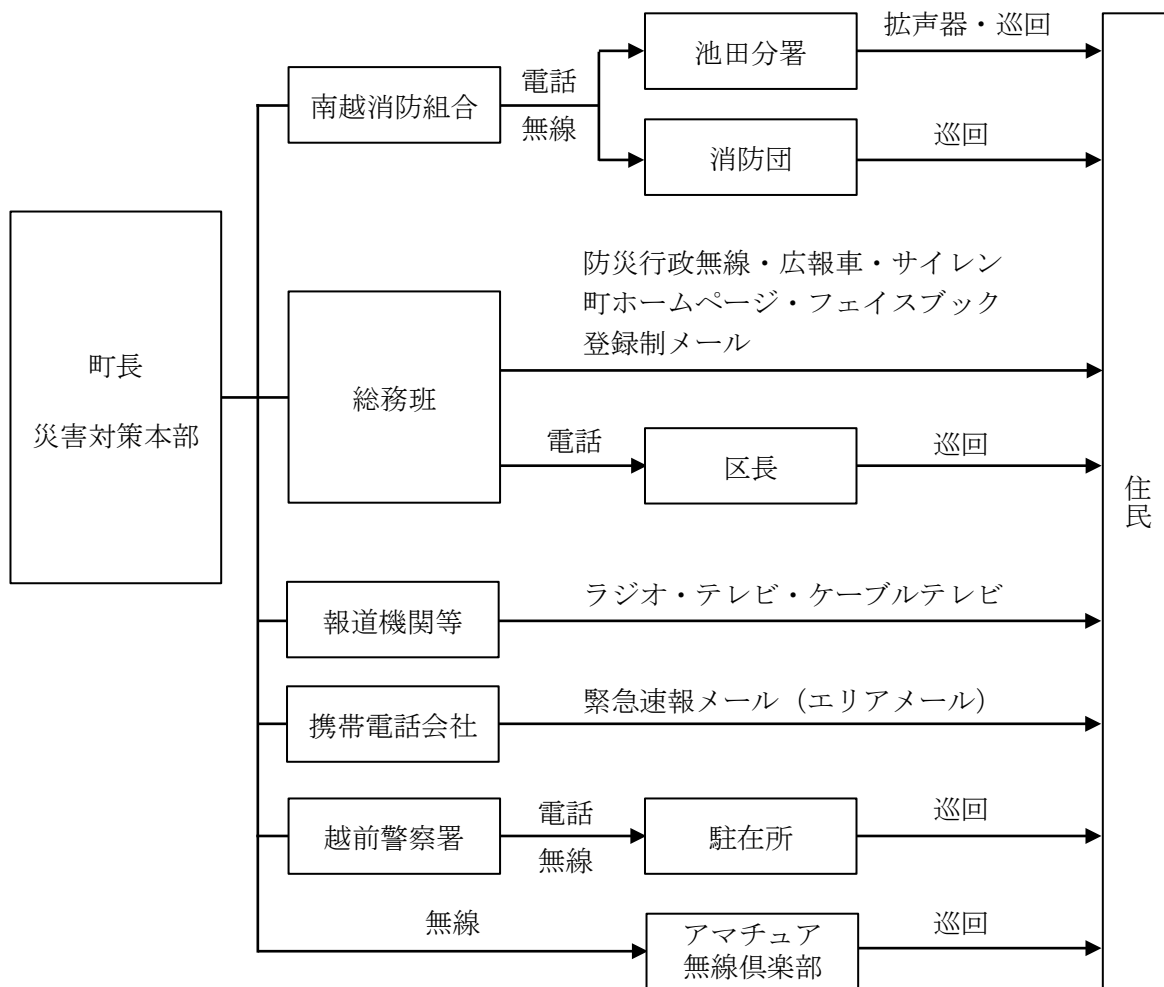 拡声器・巡回
池田分署
電話
南越消防組合
無線
巡回
消防団
防災行政無線・広報車・サイレン
町ホームページ・フェイスブック
登録制メール
町長
災害対策本部
総務班
電話
区長
巡回
住民
報道機関等
ラジオ・テレビ・ケーブルテレビ
携帯電話会社
緊急速報メール（エリアメール）
越前警察署
電話
無線
駐在所
巡回
無線
アマチュア
無線倶楽部
巡回